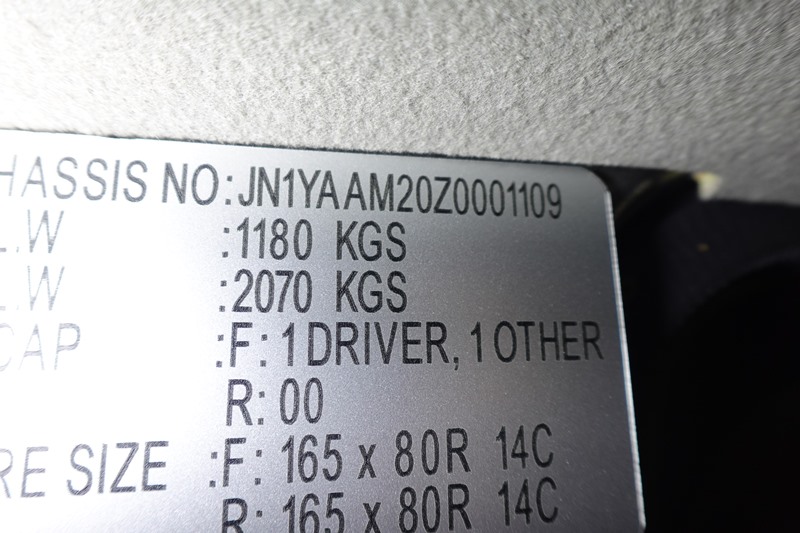 HASSIS NO:JN1YAAM20Z0001109
L.W :1180 KGS
L.W :2070 KGS
CAP :F: 1DRIVER, 1OTHER
R: 00
RE SIZE :F: 165 x 80R 14C
R: 165 x 80R 14C